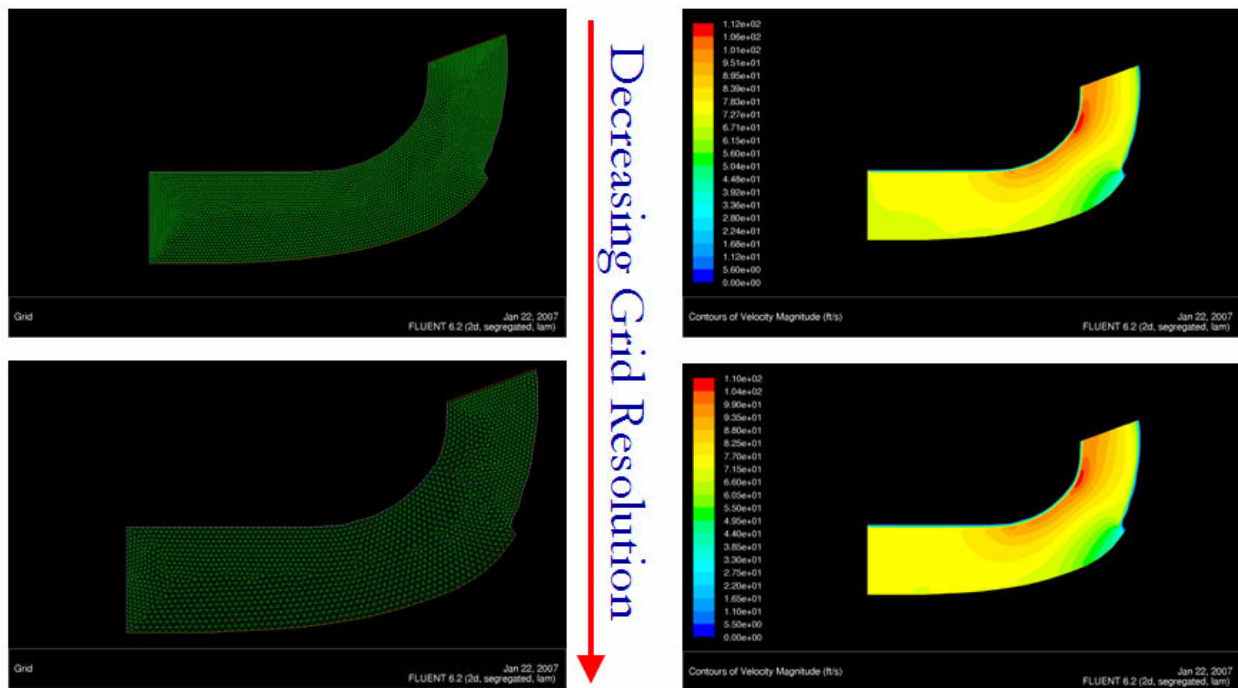 Grid
Jan 22, 2007
FLUENT 6.2 (2d, segregated, lam)
Decreasing Grid Resolution
1.12e+02
1.06e+02
1.01e+02
9.51e+01
8.95e+01
8.39e+01
7.83e+01
7.27e+01
6.71e+01
6.15e+01
5.60e+01
5.04e+01
4.48e+01
3.92e+01
3.36e+01
2.80e+01
2.24e+01
1.68e+01
1.12e+01
5.60e+00
0.00e+00
Contours of Velocity Magnitude (ft/s)
Jan 22, 2007
FLUENT 6.2 (2d, segregated, lam)
Grid
Jan 22, 2007
FLUENT 6.2 (2d, segregated, lam)
1.10e+02
1.04e+02
9.90e+01
9.35e+01
8.80e+01
8.25e+01
7.70e+01
7.15e+01
6.60e+01
6.05e+01
5.50e+01
4.95e+01
4.40e+01
3.85e+01
3.30e+01
2.75e+01
2.20e+01
1.65e+01
1.10e+01
5.50e+00
0.00e+00
Contours of Velocity Magnitude (ft/s)
Jan 22, 2007
FLUENT 6.2 (2d, segregated, lam)